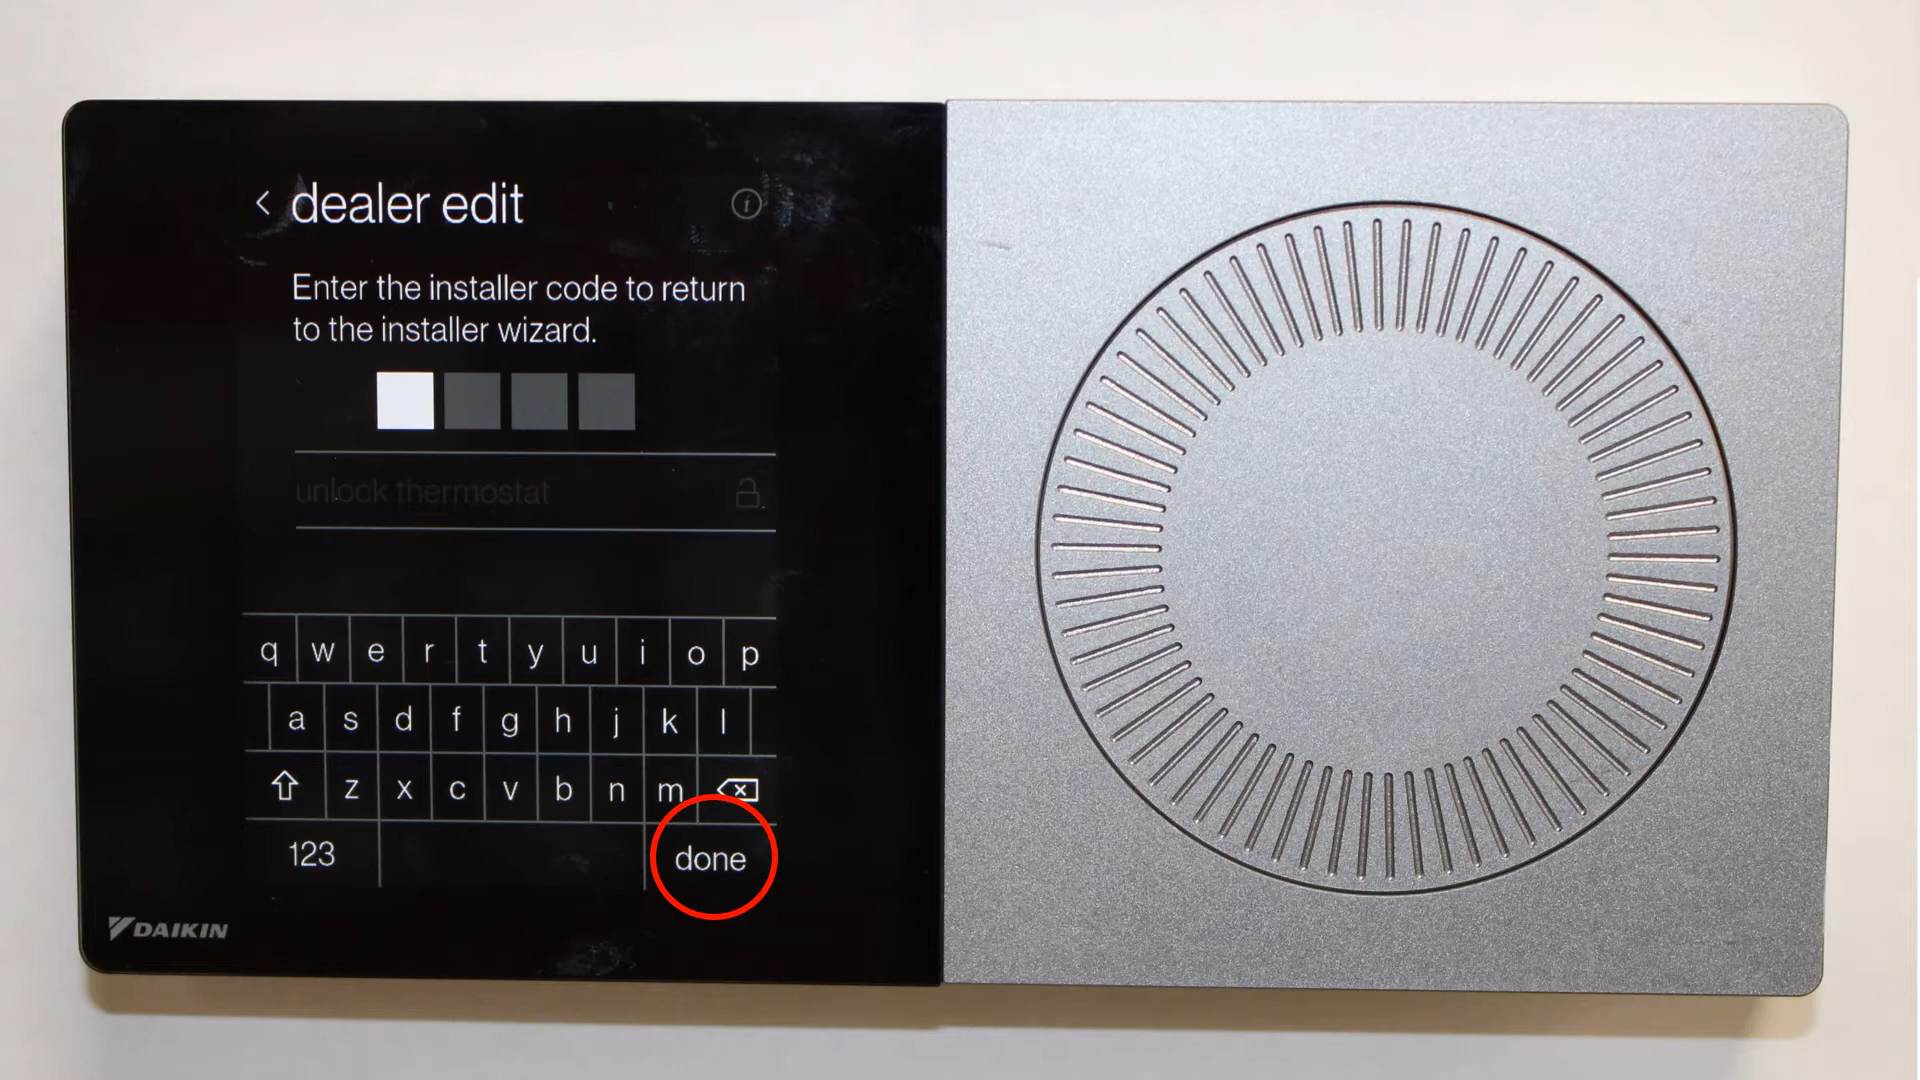 < dealer edit
Enter the installer code to return
to the installer wizard.
unlock thermostat
q w e r t y u i o p
a s d f g h j k l
z x c v b n m
123 done
DAIKIN